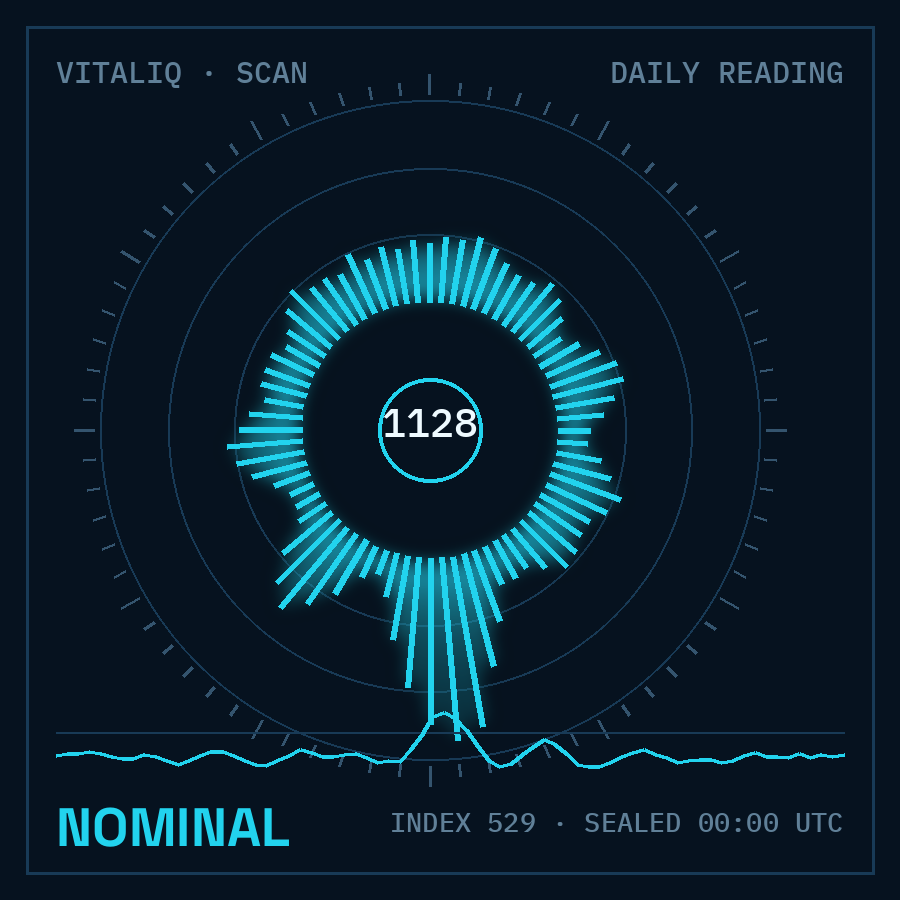 VITALIQ · SCAN
DAILY READING
1128
NOMINAL
INDEX 529 · SEALED 00:00 UTC